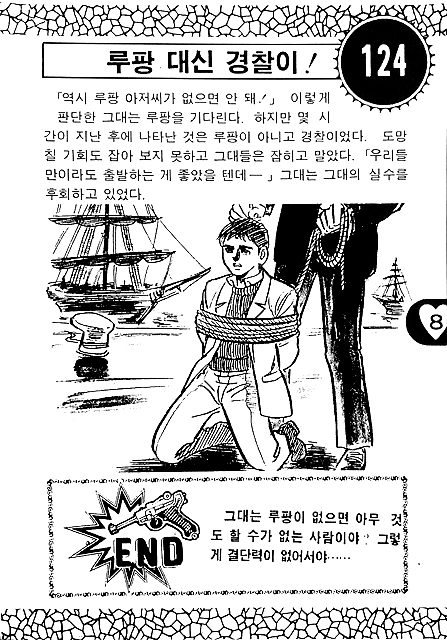 루팡 대신 경찰이!
124
「역시 루팡 아저씨가 없으면 안 돼!」 이렇게
판단한 그대는 루팡을 기다린다. 하지만 몇 시
간이 지난 후에 나타난 것은 루팡이 아니고 경찰이었다. 도망
칠 기회도 잡아 보지 못하고 그대들은 잡히고 말았다. 「우리들
만이라도 출발하는 게 좋았을 텐데―」 그대는 그대의 실수를
후회하고 있었다.
8
END
그대는 루팡이 없으면 아무 것
도 할 수가 없는 사람이야? 그렇
게 결단력이 없어서야……